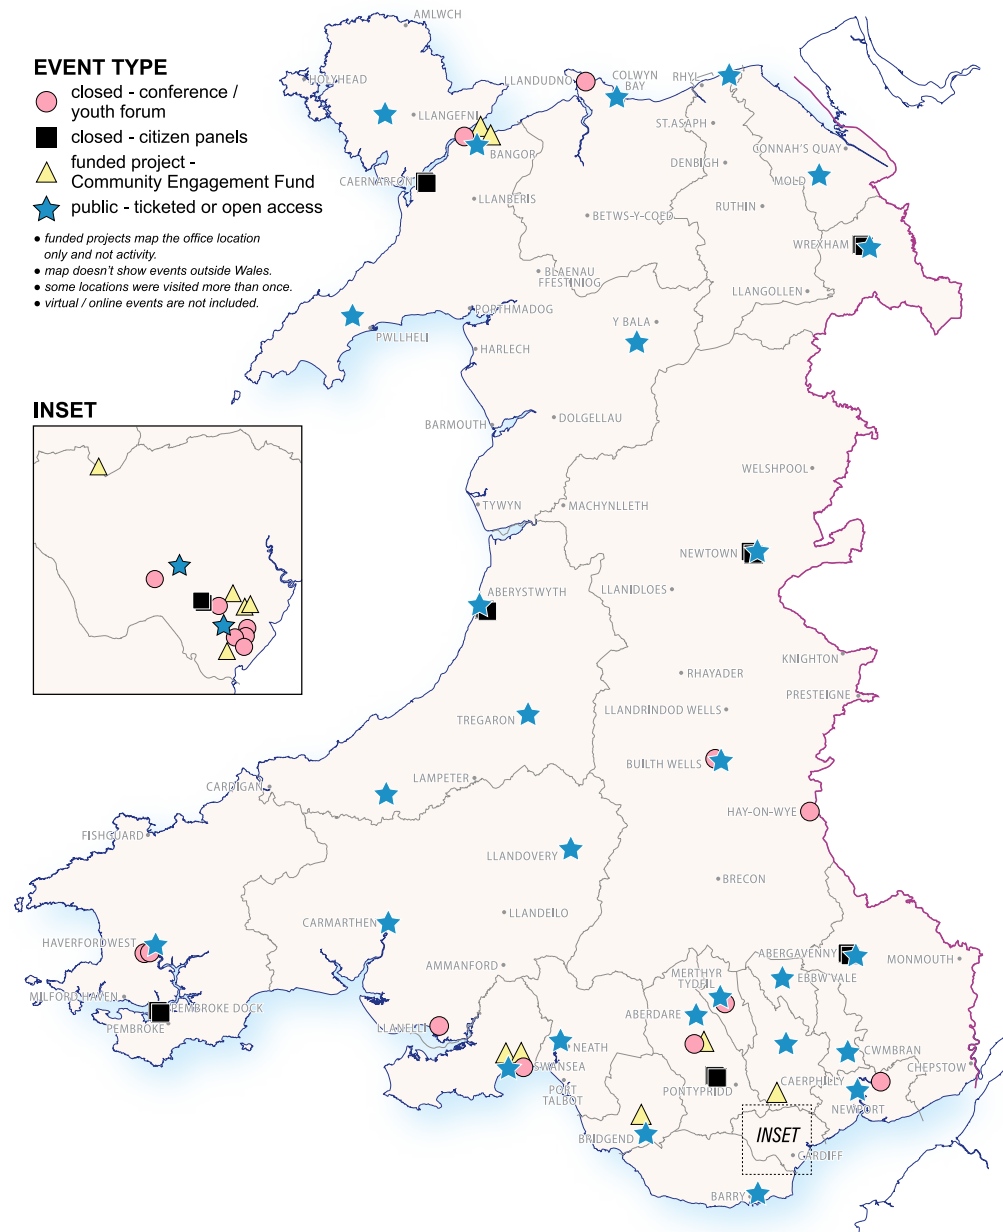 AMLWCH
EVENT TYPE
closed - conference /
youth forum
closed - citizen panels
funded project -
Community Engagement Fund
public - ticketed or open access
● funded projects map the office location
only and not activity.
● map doesn't show events outside Wales.
● some locations were visited more than once.
● virtual / online events are not included.
HOLYHEAD
LLANDUDNO
COLWYN
BAY
RHYL
LLANGEFNI
ST.ASAPH
BANGOR
CONNAH'S QUAY
DENBIGH
MOLD
CAERNARFON
LLANBERIS
RUTHIN
BETWS-Y-COED
WREXHAM
BLAENAU
FFESTINIOG
LLANGOLLEN
PORTHMADOG
Y BALA
PWLLHELI
HARLECH
INSET
DOLGELLAU
BARMOUTH
WELSHPOOL
TYWYN
MACHYNLLETH
NEWTOWN
LLANIDLOES
ABERYSTWYTH
KNIGHTON
RHAYADER
PRESTEIGNE
LLANDRINDOD WELLS
TREGARON
BUILTH WELLS
LAMPETER
CARDIGAN
HAY-ON-WYE
FISHGUARD
LLANDOVERY
BRECON
LLANDEILO
CARMARTHEN
HAVERFORDWEST
ABERGAVENNY
MONMOUTH
AMMANFORD
MERTHYR
TYDFIL
EBBW VALE
MILFORD HAVEN
PEMBROKE DOCK
PEMBROKE
ABERDARE
LLANELLI
NEATH
CWMBRAN
SWANSEA
CHEPSTOW
PORT
TALBOT
PONTYPRIDD
CAERPHILLY
NEWPORT
BRIDGEND
INSET
CARDIFF
BARRY